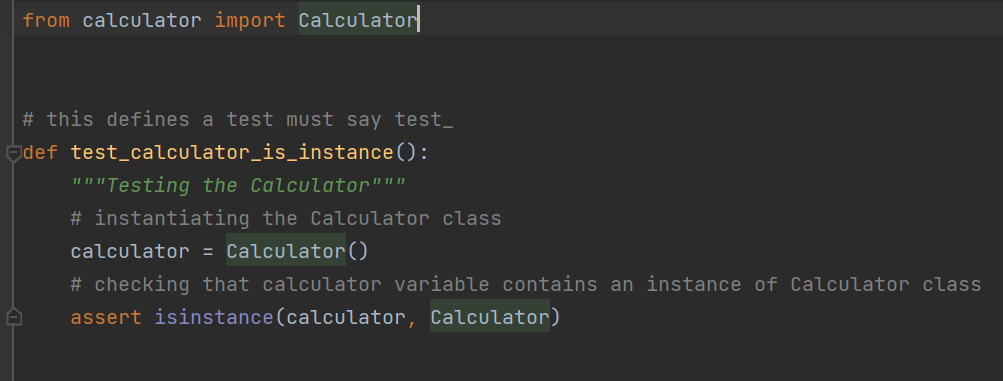 from calculator import Calculator
# this defines a test must say test_
def test_calculator_is_instance():
"""Testing the Calculator"""
# instantiating the Calculator class
calculator = Calculator()
# checking that calculator variable contains an instance of Calculator class
assert isinstance(calculator, Calculator)